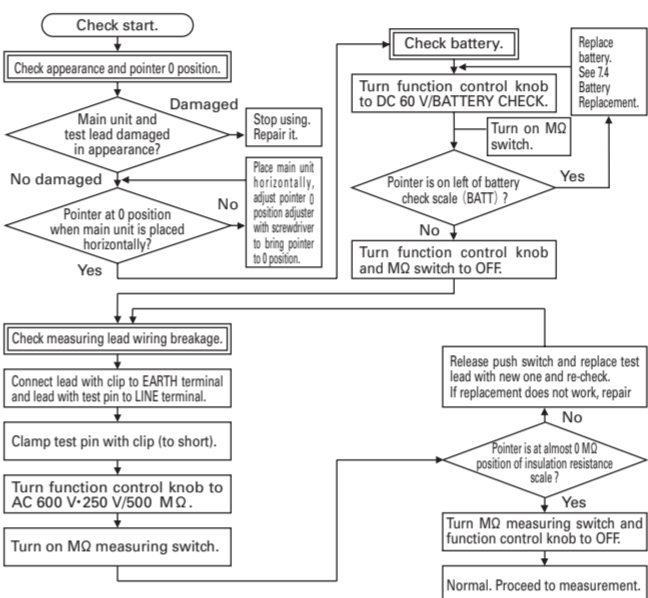 Check start.
Check appearance and pointer 0 position.
Damaged
Main unit and
test lead damaged
in appearance?
Stop using.
Repair it.
No damaged
Pointer at 0 position
when main unit is placed
horizontally?
No
Place main unit
horizontally,
adjust pointer 0
position adjuster
with screwdriver
to bring pointer
to 0 position.
Yes
Check battery.
Turn function control knob
to DC 60 V/BATTERY CHECK.
Turn on MΩ
switch.
Replace
battery.
See 7.4
Battery
Replacement.
Pointer is on left of battery
check scale (BATT) ?
Yes
No
Turn function control knob
and MΩ switch to OFF.
Check measuring lead wiring breakage.
Connect lead with clip to EARTH terminal
and lead with test pin to LINE terminal.
Clamp test pin with clip (to short).
Turn function control knob to
AC 600 V･250 V/500 MΩ.
Turn on MΩ measuring switch.
Release push switch and replace test
lead with new one and re-check.
If replacement does not work, repair
No
Pointer is at almost 0 MΩ
position of insulation resistance
scale ?
Yes
Turn MΩ measuring switch and
function control knob to OFF.
Normal. Proceed to measurement.